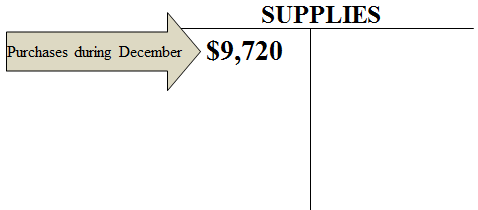 SUPPLIES
Purchases during December
$9,720